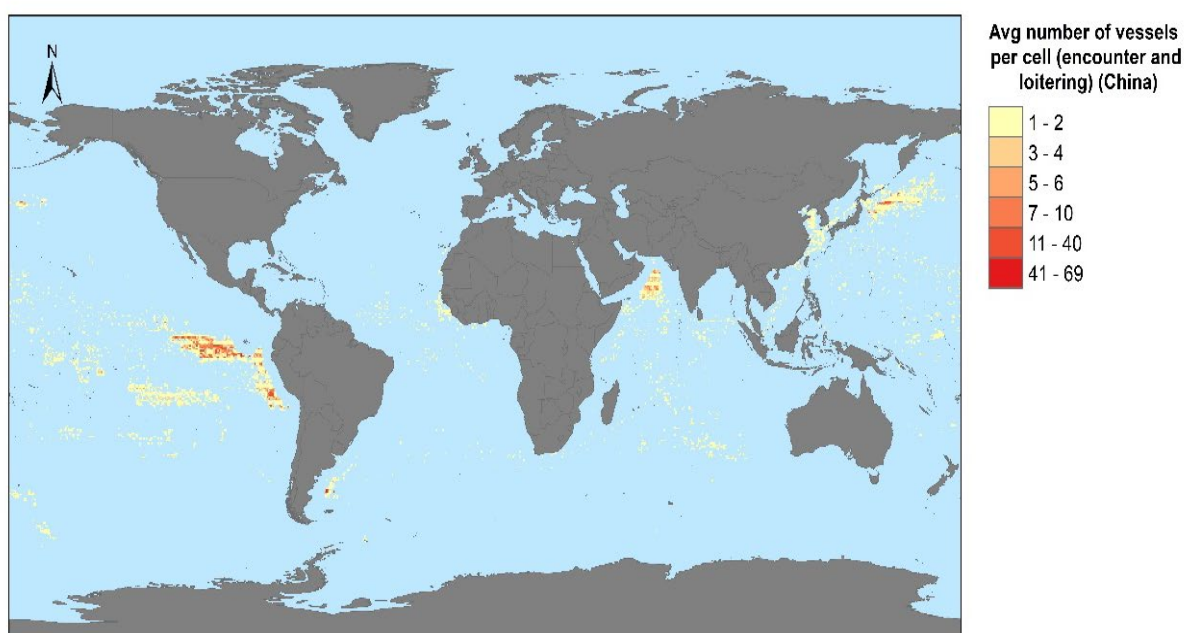 N
Avg number of vessels
per cell (encounter and
loitering) (China)
1 - 2
3 - 4
5 - 6
7 - 10
11 - 40
41 - 69